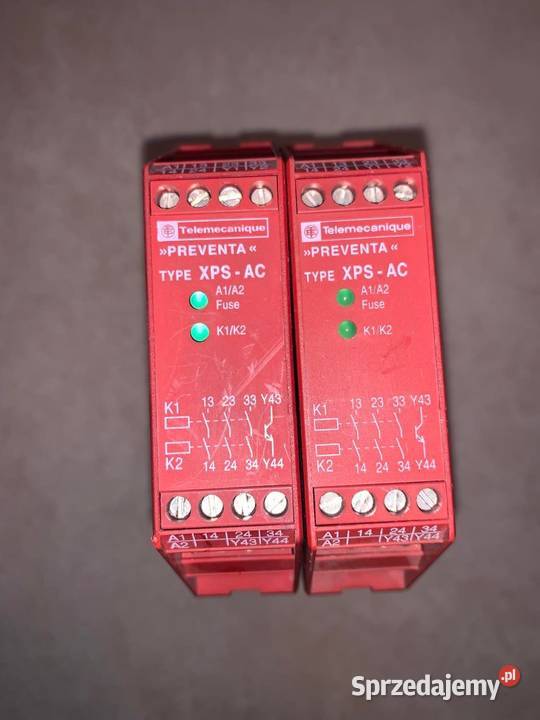 Telemecanique
»PREVENTA«
TYPE XPS-AC
A1/A2
Fuse
K1/K2
13 23 33 Y43
K1
K2
14 24 34 Y44
A1 14 24 34
A2 Y43 Y44
Telemecanique
»PREVENTA«
TYPE XPS-AC
A1/A2
Fuse
K1/K2
13 23 33 Y43
K1
K2
14 24 34 Y44
A1 14 24 34
A2 Y43 Y44
Sprzedajemy.pl